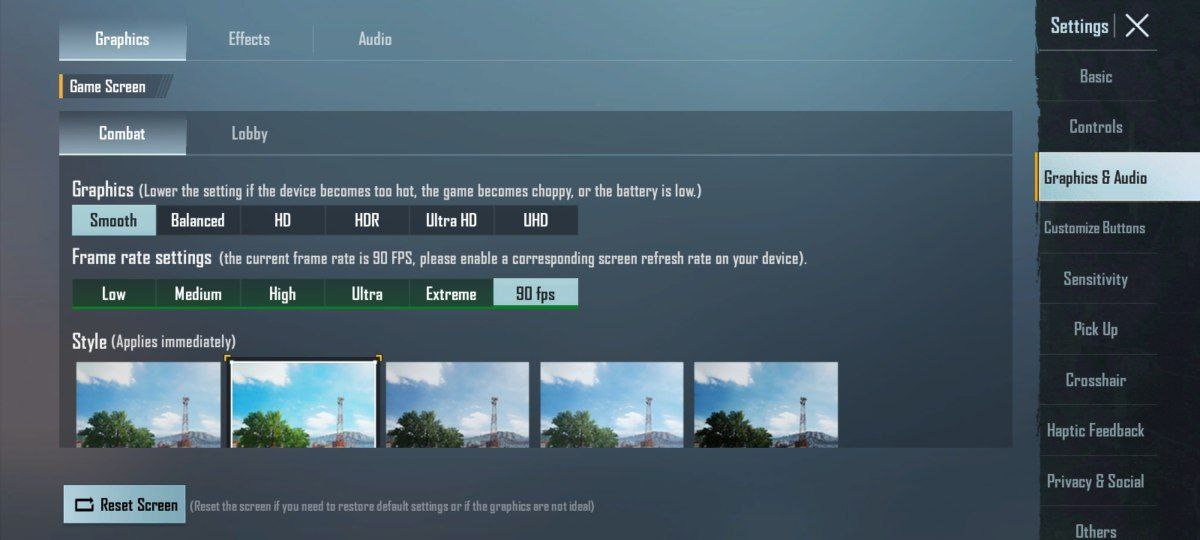 Graphics Effects Audio
Game Screen
Combat Lobby
Graphics (Lower the setting if the device becomes too hot, the game becomes choppy, or the battery is low.)
Smooth Balanced HD HDR Ultra HD UHD
Frame rate settings (the current frame rate is 90 FPS, please enable a corresponding screen refresh rate on your device).
Low Medium High Ultra Extreme 90 fps
Style (Applies immediately)
Reset Screen (Reset the screen if you need to restore default settings or if the graphics are not ideal)
Settings
Basic
Controls
Graphics & Audio
Customize Buttons
Sensitivity
Pick Up
Crosshair
Haptic Feedback
Privacy & Social
Others